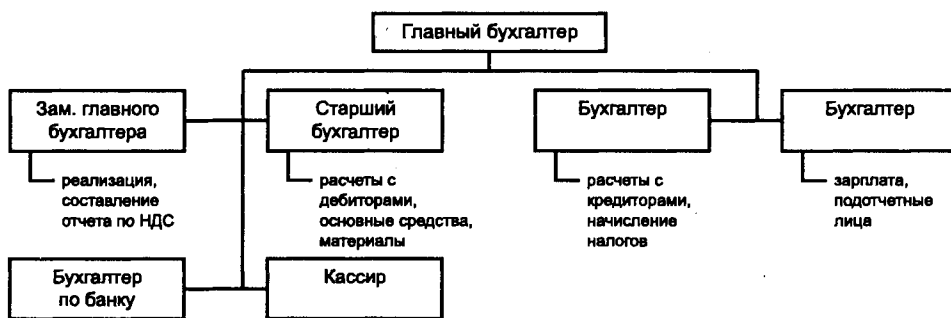 Главный бухгалтер
Зам. главного
бухгалтера
реализация,
составление
отчета по НДС
Старший
бухгалтер
расчеты с
дебиторами,
основные средства,
материалы
Бухгалтер
расчеты с
кредиторами,
начисление
налогов
Бухгалтер
зарплата,
подотчетные
лица
Бухгалтер
по банку
Кассир